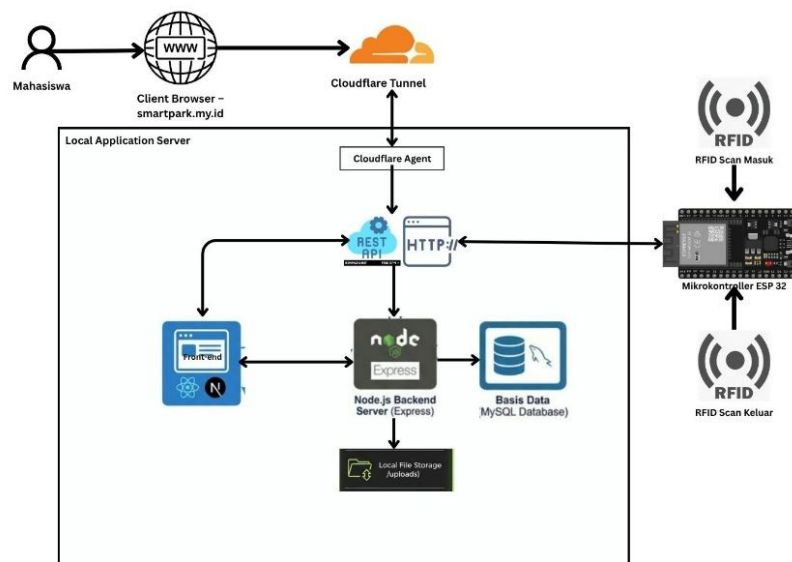 WWW
Mahasiswa
Client Browser –
smartpark.my.id
Cloudflare Tunnel
Local Application Server
Cloudflare Agent
RFID
RFID Scan Masuk
REST
API
HTTP://
Mikrokontroller ESP 32
Front end
N
node
JS
Express
Node.js Backend
Server (Express)
Basis Data
(MySQL Database)
RFID
RFID Scan Keluar
Local File Storage
/uploads)